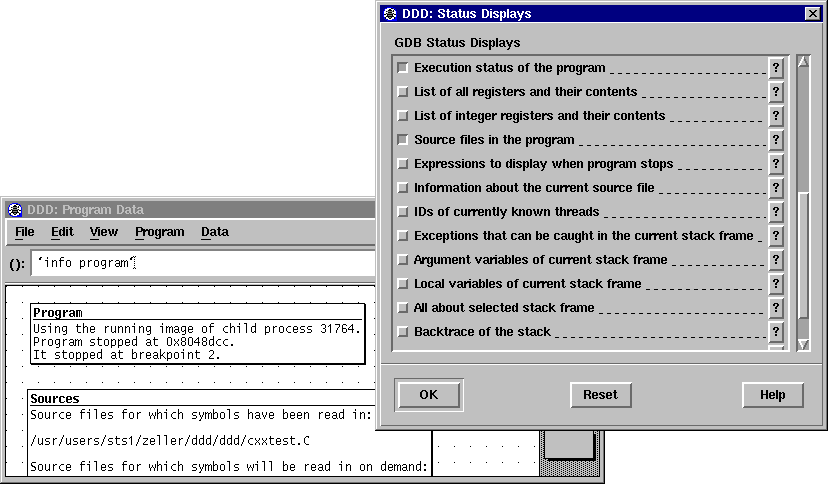 DDD: Status Displays
GDB Status Displays
Execution status of the program ?
List of all registers and their contents ?
List of integer registers and their contents ?
Source files in the program ?
Expressions to display when program stops ?
Information about the current source file ?
IDs of currently known threads ?
Exceptions that can be caught in the current stack frame ?
Argument variables of current stack frame ?
Local variables of current stack frame ?
All about selected stack frame ?
Backtrace of the stack ?
OK Reset Help
DDD: Program Data
File Edit View Program Data
(): `info program`
Program
Using the running image of child process 31764.
Program stopped at 0x8048dcc.
It stopped at breakpoint 2.
Sources
Source files for which symbols have been read in:
/usr/users/sts1/zeller/ddd/ddd/cxxtest.C
Source files for which symbols will be read in on demand: